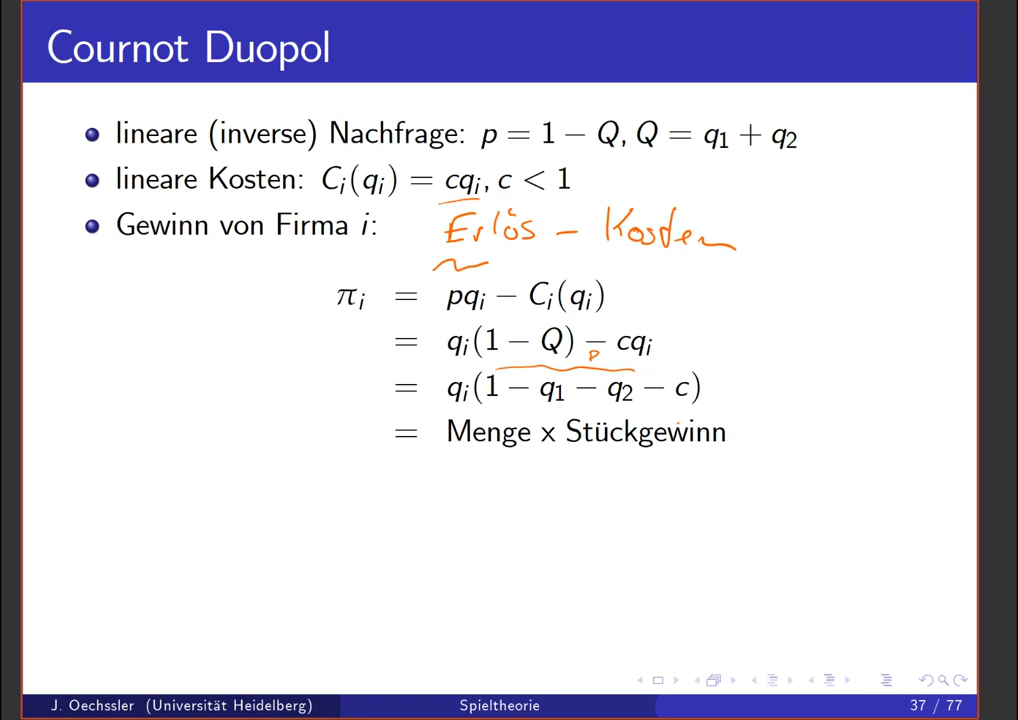 Cournot Duopol
lineare (inverse) Nachfrage: p = 1 − Q, Q = q₁ + q₂
lineare Kosten: Cᵢ(qᵢ) = cqᵢ, c < 1
Gewinn von Firma i: Erlös − Kosten
πᵢ = pqᵢ − Cᵢ(qᵢ)
= qᵢ(1 − Q) − cqᵢ
p
= qᵢ(1 − q₁ − q₂ − c)
= Menge x Stückgewinn
J. Oechssler (Universität Heidelberg) Spieltheorie 37 / 77